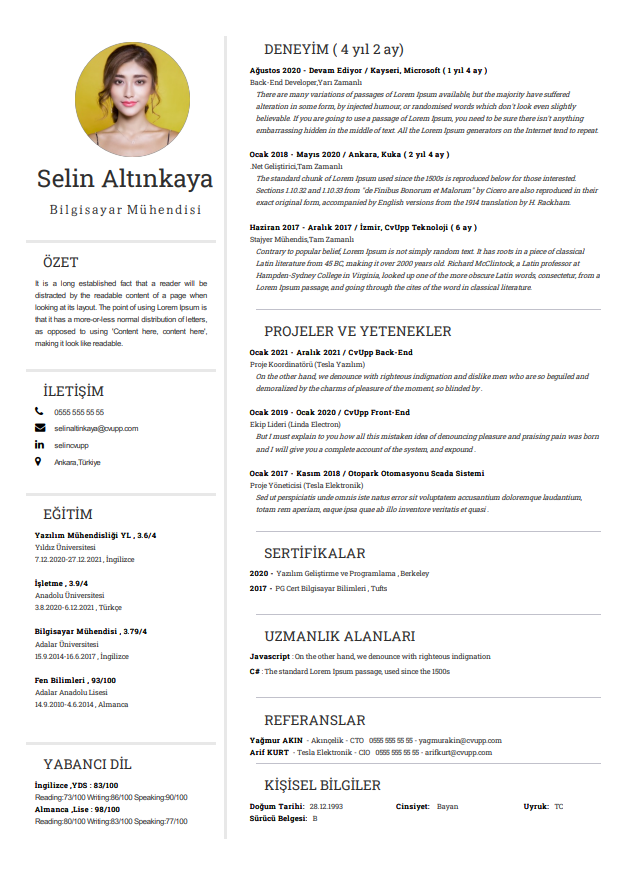 Selin Altınkaya
Bilgisayar Mühendisi
ÖZET
It is a long established fact that a reader will be
distracted by the readable content of a page when
looking at its layout. The point of using Lorem Ipsum is
that it has a more-or-less normal distribution of letters,
as opposed to using 'Content here, content here',
making it look like readable.
İLETİŞİM
0555 555 55 55
selinaltinkaya@cvupp.com
selincvupp
Ankara,Türkiye
EĞİTİM
Yazılım Mühendisliği YL , 3.6/4
Yıldız Üniversitesi
7.12.2020-27.12.2021 , İngilizce
İşletme , 3.9/4
Anadolu Üniversitesi
3.8.2020-6.12.2021 , Türkçe
Bilgisayar Mühendisi , 3.79/4
Adalar Üniversitesi
15.9.2014-16.6.2017 , İngilizce
Fen Bilimleri , 93/100
Adalar Anadolu Lisesi
14.9.2010-4.6.2014 , Almanca
YABANCI DİL
İngilizce ,YDS : 83/100
Reading:73/100 Writing:86/100 Speaking:90/100
Almanca ,Lise : 98/100
Reading:80/100 Writing:83/100 Speaking:77/100
DENEYİM ( 4 yıl 2 ay)
Ağustos 2020 - Devam Ediyor / Kayseri, Microsoft ( 1 yıl 4 ay )
Back-End Developer,Yarı Zamanlı
There are many variations of passages of Lorem Ipsum available, but the majority have suffered
alteration in some form, by injected humour, or randomised words which don't look even slightly
believable. If you are going to use a passage of Lorem Ipsum, you need to be sure there isn't anything
embarrassing hidden in the middle of text. All the Lorem Ipsum generators on the Internet tend to repeat.
Ocak 2018 - Mayıs 2020 / Ankara, Kuka ( 2 yıl 4 ay )
.Net Geliştirici,Tam Zamanlı
The standard chunk of Lorem Ipsum used since the 1500s is reproduced below for those interested.
Sections 1.10.32 and 1.10.33 from "de Finibus Bonorum et Malorum" by Cicero are also reproduced in their
exact original form, accompanied by English versions from the 1914 translation by H. Rackham.
Haziran 2017 - Aralık 2017 / İzmir, CvUpp Teknoloji ( 6 ay )
Stajyer Mühendis,Tam Zamanlı
Contrary to popular belief, Lorem Ipsum is not simply random text. It has roots in a piece of classical
Latin literature from 45 BC, making it over 2000 years old. Richard McClintock, a Latin professor at
Hampden-Sydney College in Virginia, looked up one of the more obscure Latin words, consectetur, from a
Lorem Ipsum passage, and going through the cites of the word in classical literature.
PROJELER VE YETENEKLER
Ocak 2021 - Aralık 2021 / CvUpp Back-End
Proje Koordinatörü (Tesla Yazılım)
On the other hand, we denounce with righteous indignation and dislike men who are so beguiled and
demoralized by the charms of pleasure of the moment, so blinded by .
Ocak 2019 - Ocak 2020 / CvUpp Front-End
Ekip Lideri (Linda Electron)
But I must explain to you how all this mistaken idea of denouncing pleasure and praising pain was born
and I will give you a complete account of the system, and expound .
Ocak 2017 - Kasım 2018 / Otopark Otomasyonu Scada Sistemi
Proje Yöneticisi (Tesla Elektronik)
Sed ut perspiciatis unde omnis iste natus error sit voluptatem accusantium doloremque laudantium,
totam rem aperiam, eaque ipsa quae ab illo inventore veritatis et quasi .
SERTİFİKALAR
2020 - Yazılım Geliştirme ve Programlama , Berkeley
2017 - PG Cert Bilgisayar Bilimleri , Tufts
UZMANLIK ALANLARI
Javascript : On the other hand, we denounce with righteous indignation
C# : The standard Lorem Ipsum passage, used since the 1500s
REFERANSLAR
Yağmur AKIN - Akınçelik - CTO 0555 555 55 55 - yagmurakin@cvupp.com
Arif KURT - Tesla Elektronik - CIO 0555 555 55 55 - arifkurt@cvupp.com
KİŞİSEL BİLGİLER
Doğum Tarihi: 28.12.1993 Cinsiyet: Bayan Uyruk: TC
Sürücü Belgesi: B